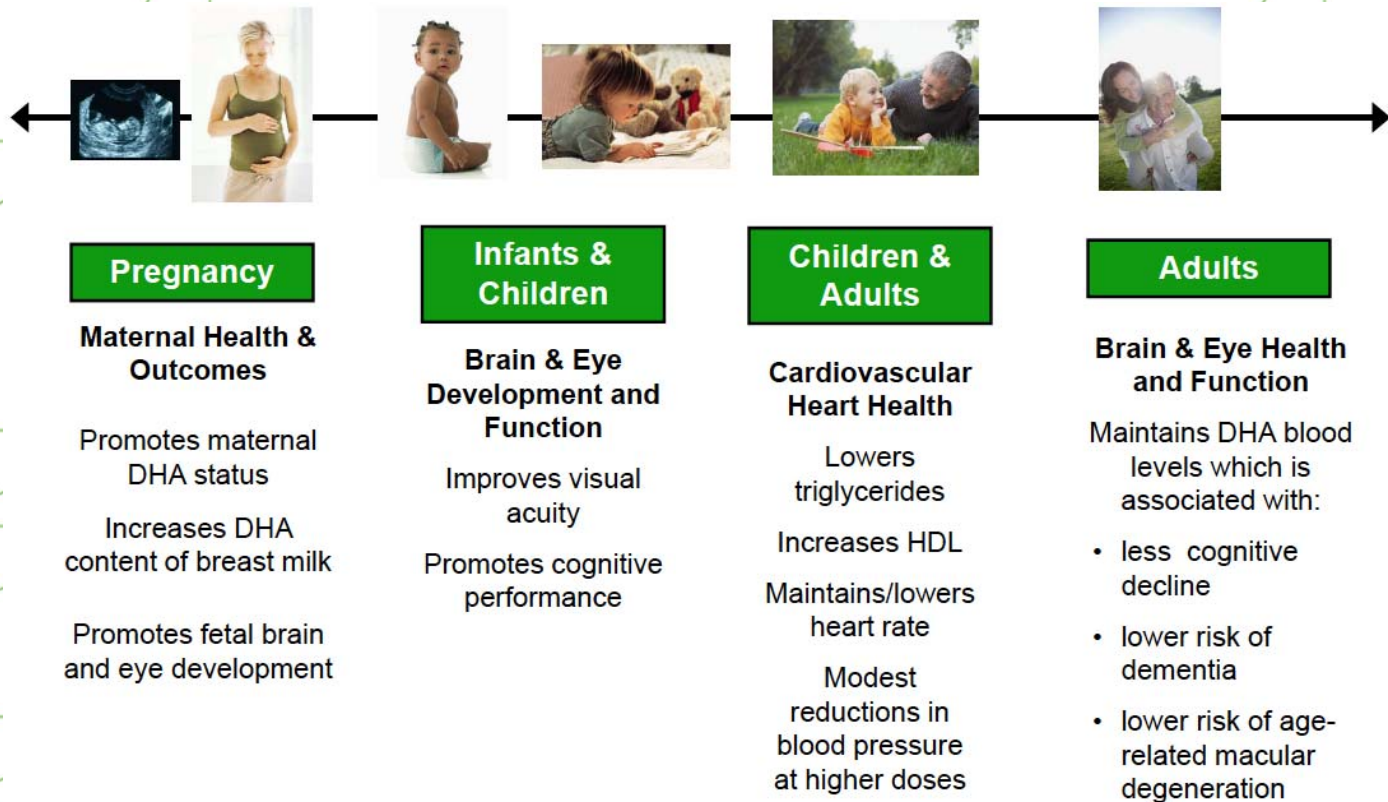 Pregnancy
Maternal Health &
Outcomes
Promotes maternal
DHA status
Increases DHA
content of breast milk
Promotes fetal brain
and eye development
Infants &
Children
Brain & Eye
Development and
Function
Improves visual
acuity
Promotes cognitive
performance
Children &
Adults
Cardiovascular
Heart Health
Lowers
triglycerides
Increases HDL
Maintains/lowers
heart rate
Modest
reductions in
blood pressure
at higher doses
Adults
Brain & Eye Health
and Function
Maintains DHA blood
levels which is
associated with:
• less cognitive
decline
• lower risk of
dementia
• lower risk of age-
related macular
degeneration